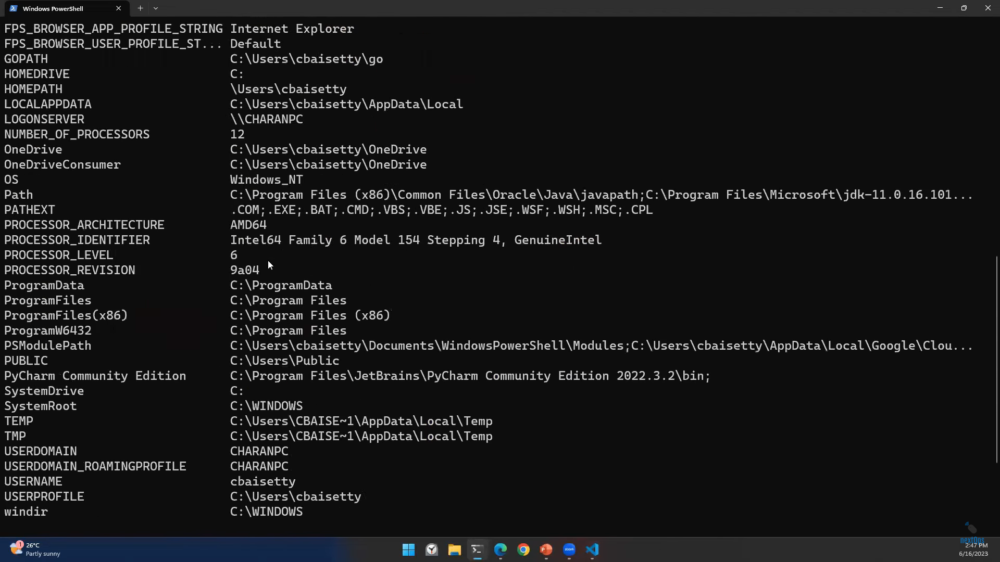 Windows PowerShell
FPS_BROWSER_APP_PROFILE_STRING Internet Explorer
FPS_BROWSER_USER_PROFILE_ST... Default
GOPATH C:\Users\cbaisetty\go
HOMEDRIVE C:
HOMEPATH \Users\cbaisetty
LOCALAPPDATA C:\Users\cbaisetty\AppData\Local
LOGONSERVER \\CHARANPC
NUMBER_OF_PROCESSORS 12
OneDrive C:\Users\cbaisetty\OneDrive
OneDriveConsumer C:\Users\cbaisetty\OneDrive
OS Windows_NT
Path C:\Program Files (x86)\Common Files\Oracle\Java\javapath;C:\Program Files\Microsoft\jdk-11.0.16.101...
PATHEXT .COM;.EXE;.BAT;.CMD;.VBS;.VBE;.JS;.JSE;.WSF;.WSH;.MSC;.CPL
PROCESSOR_ARCHITECTURE AMD64
PROCESSOR_IDENTIFIER Intel64 Family 6 Model 154 Stepping 4, GenuineIntel
PROCESSOR_LEVEL 6
PROCESSOR_REVISION 9a04
ProgramData C:\ProgramData
ProgramFiles C:\Program Files
ProgramFiles(x86) C:\Program Files (x86)
ProgramW6432 C:\Program Files
PSModulePath C:\Users\cbaisetty\Documents\WindowsPowerShell\Modules;C:\Users\cbaisetty\AppData\Local\Google\Clou...
PUBLIC C:\Users\Public
PyCharm Community Edition C:\Program Files\JetBrains\PyCharm Community Edition 2022.3.2\bin;
SystemDrive C:
SystemRoot C:\WINDOWS
TEMP C:\Users\CBAISE~1\AppData\Local\Temp
TMP C:\Users\CBAISE~1\AppData\Local\Temp
USERDOMAIN CHARANPC
USERDOMAIN_ROAMINGPROFILE CHARANPC
USERNAME cbaisetty
USERPROFILE C:\Users\cbaisetty
windir C:\WINDOWS
nextOps
1
26°C
Partly sunny
zoom
2:47 PM
6/16/2023